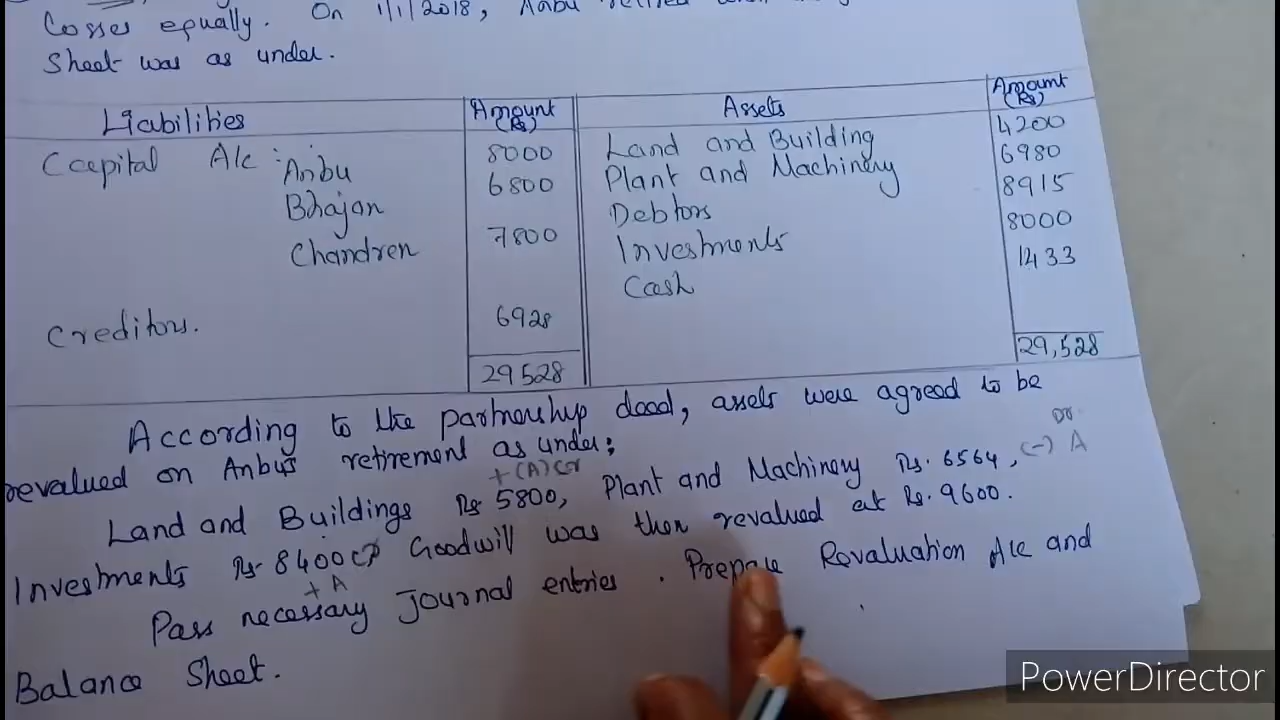 Losses equally. On 1/1/2018, Anbu retired
Sheet was as under.
Liabilities Amount (Rs) Assets Amount (Rs)
Capital A/c : Anbu 8000 Land and Building 4200
Bhajan 6800 Plant and Machinery 6980
Chandren 7800 Debtors 8915
Investments 8000
Cash 1433
Creditors. 6928
29528 29,528
According to the partnership deed, assets were agreed to be
revalued on Anbu's retirement as under;
+ (A) Cr
Dr
Land and Buildings Rs 5800, Plant and Machinery Rs. 6564, (-) A
Investments Rs. 8400 Goodwill was then revalued at Rs. 9600.
+ A
Pass necessary Journal entries. Prepare Revaluation A/c and
Balance Sheet.
PowerDirector